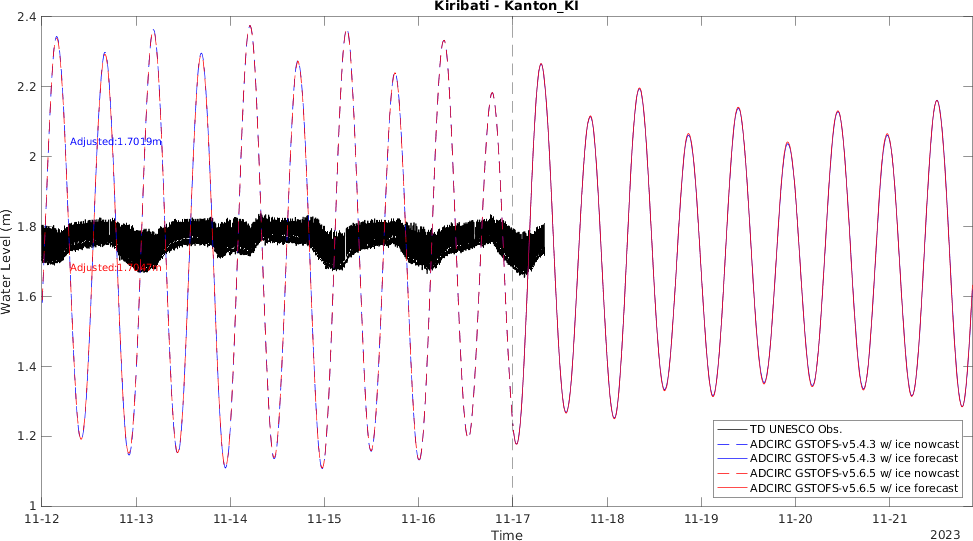 Kiribati - Kanton_KI
2.4
2.2
2
1.8
1.6
1.4
1.2
1
Water Level (m)
Adjusted:1.7019m
TD UNESCO Obs.
ADCIRC GSTOFS-v5.4.3 w/ ice nowcast
ADCIRC GSTOFS-v5.4.3 w/ ice forecast
ADCIRC GSTOFS-v5.6.5 w/ ice nowcast
ADCIRC GSTOFS-v5.6.5 w/ ice forecast
11-12 11-13 11-14 11-15 11-16 11-17 11-18 11-19 11-20 11-21
Time
2023